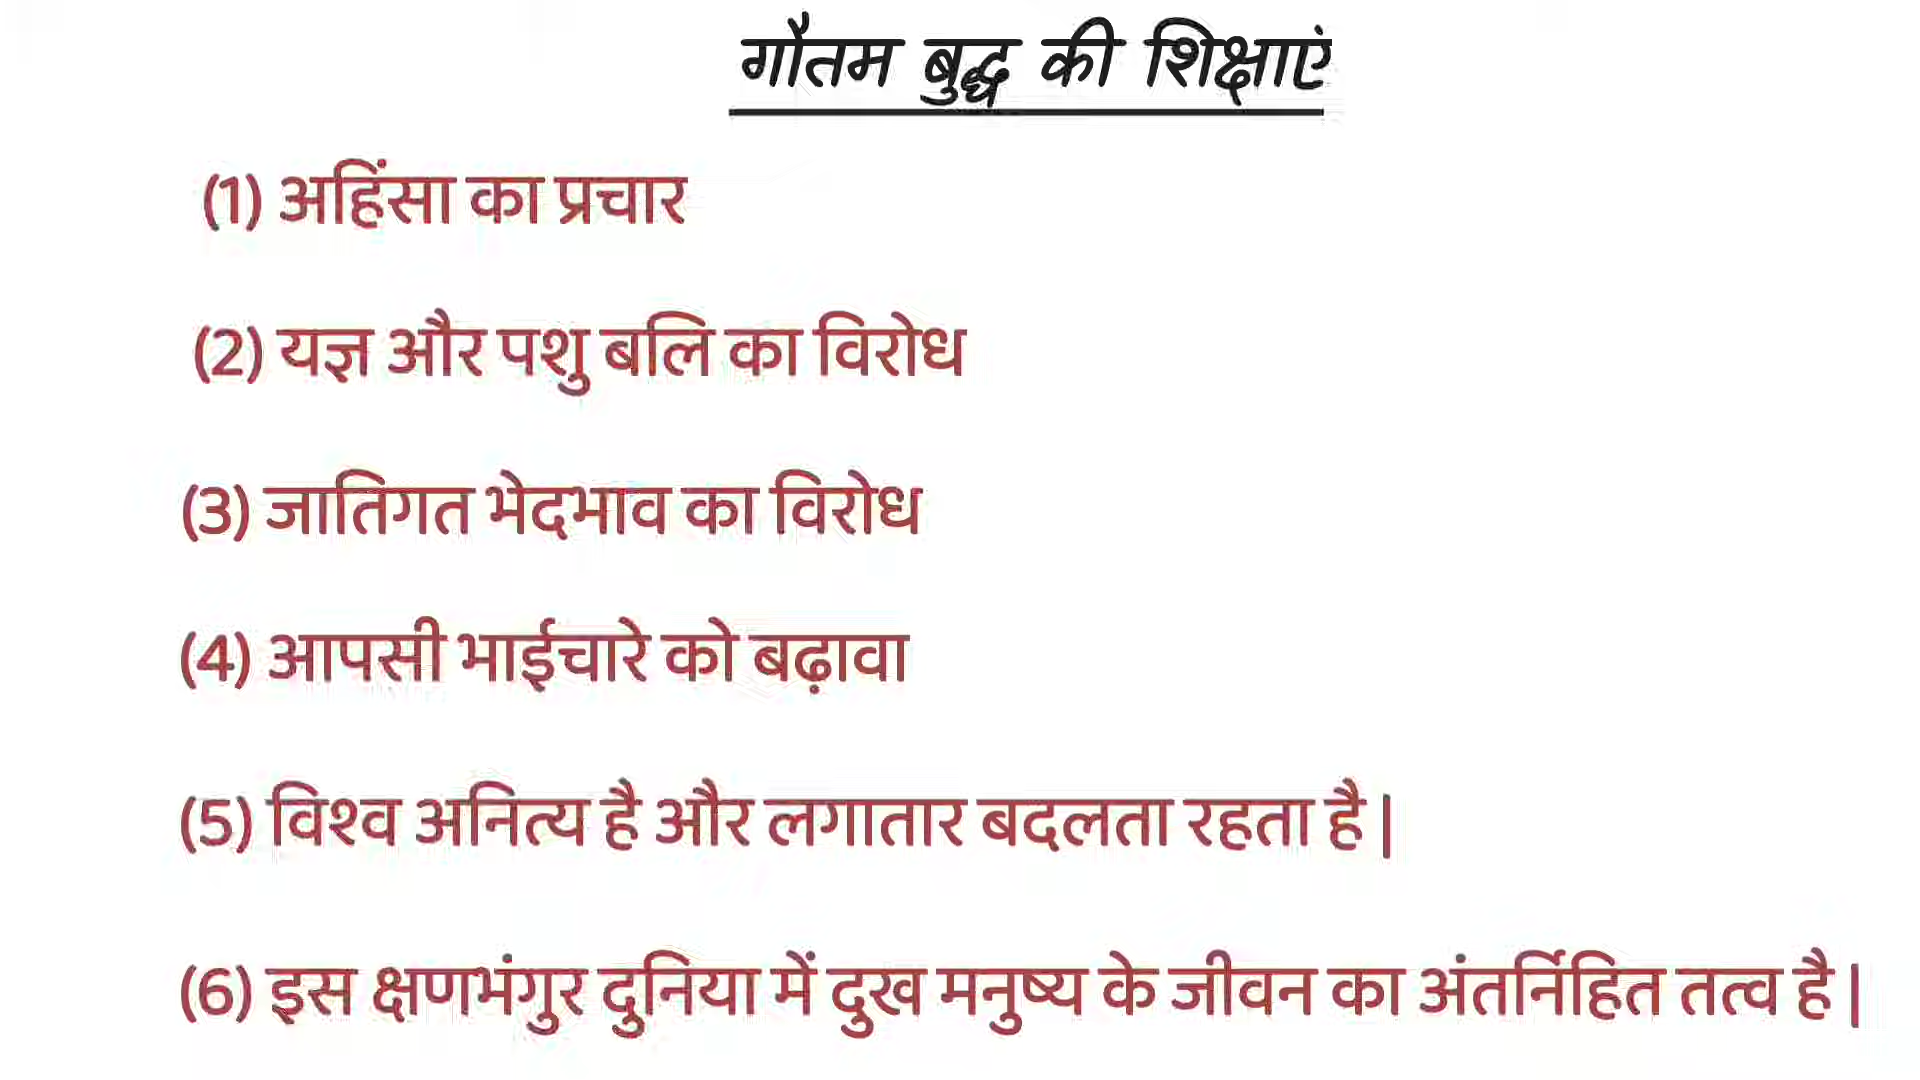 गौतम बुद्ध की शिक्षाएं
(1) अहिंसा का प्रचार
(2) यज्ञ और पशु बलि का विरोध
(3) जातिगत भेदभाव का विरोध
(4) आपसी भाईचारे को बढ़ावा
(5) विश्व अनित्य है और लगातार बदलता रहता है |
(6) इस क्षणभंगुर दुनिया में दुख मनुष्य के जीवन का अंतर्निहित तत्व है |